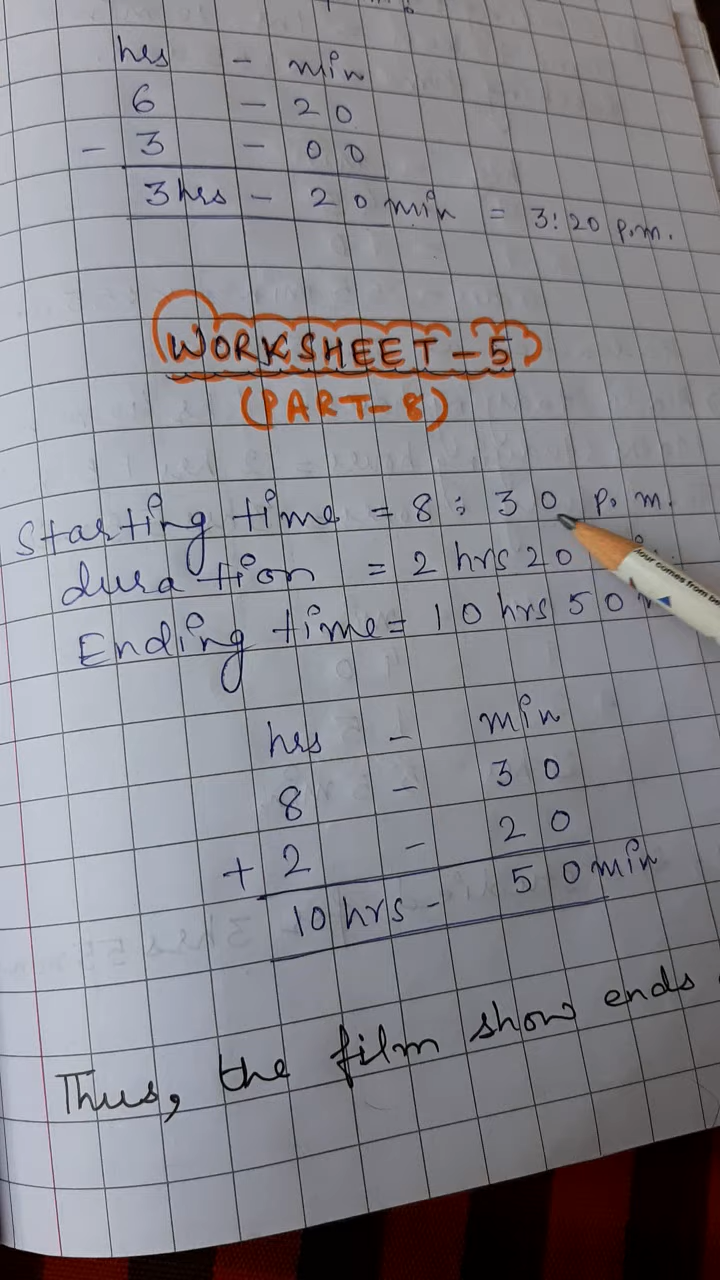 hrs - min
6 - 20
- 3 - 00
3 hrs - 20 min = 3:20 p.m.
WORKSHEET-5
(PART-8)
Starting time = 8 : 30 p.m.
duration = 2 hrs 20
Ending time = 10 hrs 50
hrs - min
8 - 30
+ 2 - 20
10 hrs - 50 min
Thus, the film show ends